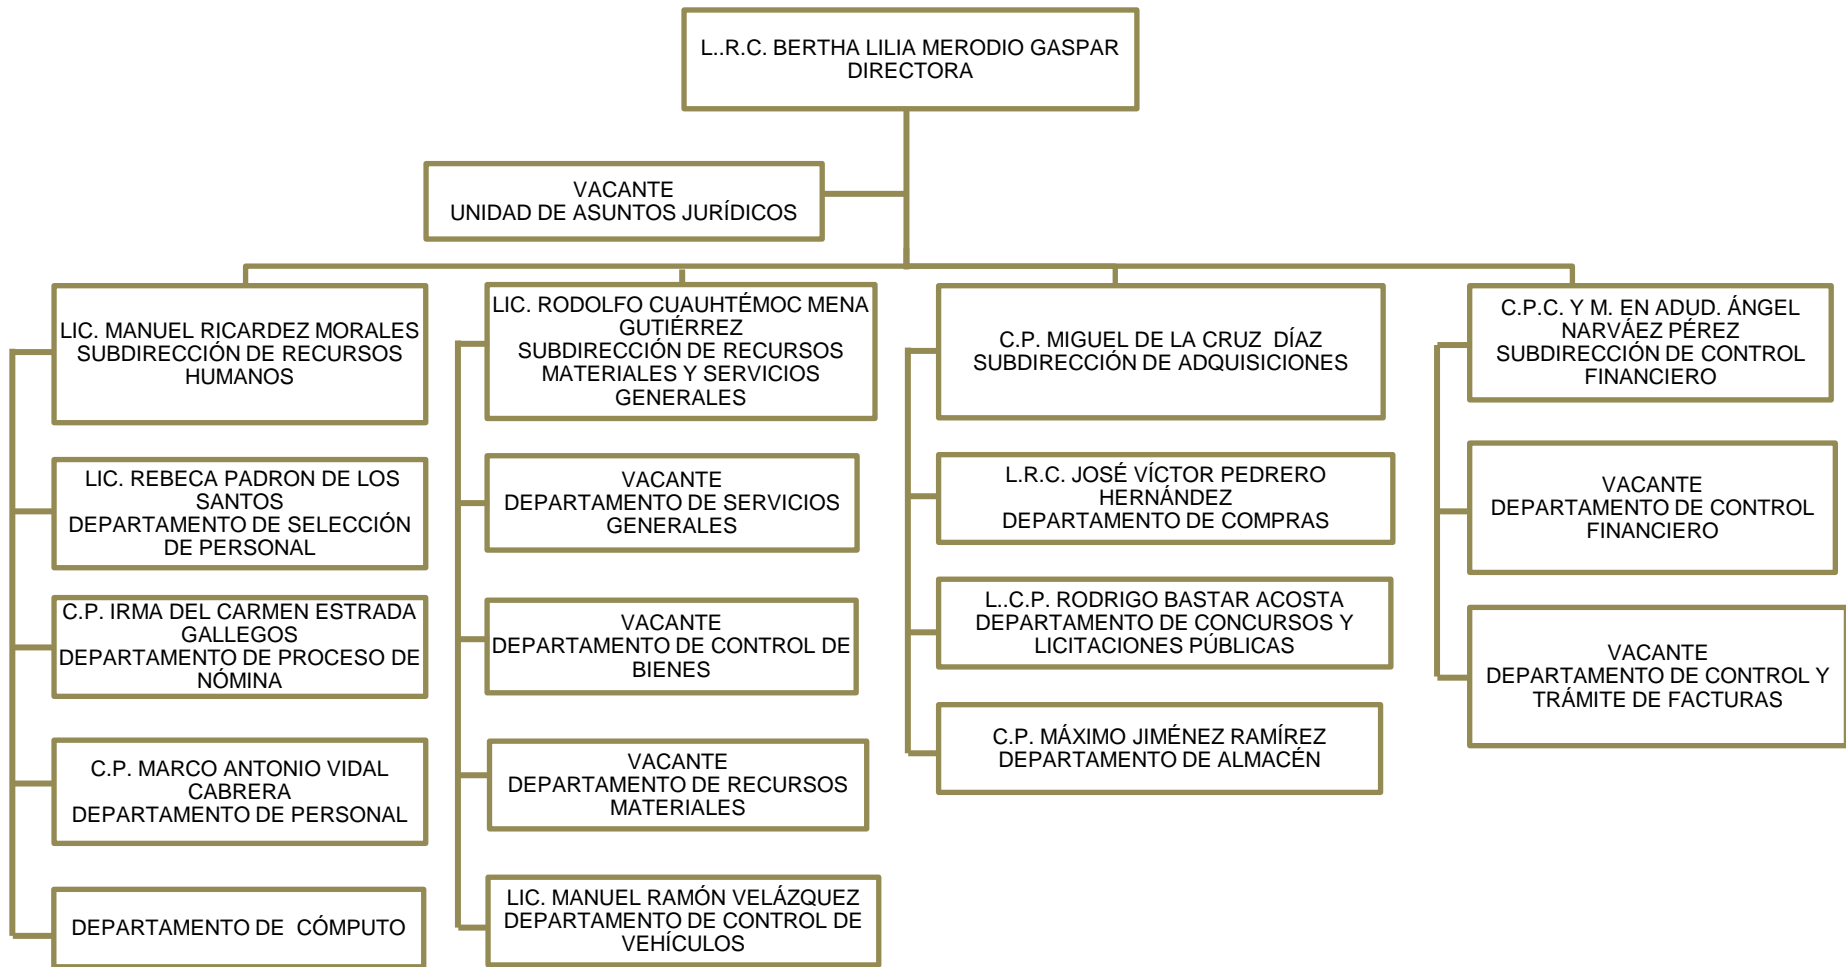 L..R.C. BERTHA LILIA MERODIO GASPAR
DIRECTORA
VACANTE
UNIDAD DE ASUNTOS JURÍDICOS
LIC. MANUEL RICARDEZ MORALES
SUBDIRECCIÓN DE RECURSOS
HUMANOS
LIC. REBECA PADRON DE LOS
SANTOS
DEPARTAMENTO DE SELECCIÓN
DE PERSONAL
C.P. IRMA DEL CARMEN ESTRADA
GALLEGOS
DEPARTAMENTO DE PROCESO DE
NÓMINA
C.P. MARCO ANTONIO VIDAL
CABRERA
DEPARTAMENTO DE PERSONAL
DEPARTAMENTO DE  CÓMPUTO
LIC. RODOLFO CUAUHTÉMOC MENA
GUTIÉRREZ
SUBDIRECCIÓN DE RECURSOS
MATERIALES Y SERVICIOS
GENERALES
VACANTE
DEPARTAMENTO DE SERVICIOS
GENERALES
VACANTE
DEPARTAMENTO DE CONTROL DE
BIENES
VACANTE
DEPARTAMENTO DE RECURSOS
MATERIALES
LIC. MANUEL RAMÓN VELÁZQUEZ
DEPARTAMENTO DE CONTROL DE
VEHÍCULOS
C.P. MIGUEL DE LA CRUZ  DÍAZ
SUBDIRECCIÓN DE ADQUISICIONES
L.R.C. JOSÉ VÍCTOR PEDRERO
HERNÁNDEZ
DEPARTAMENTO DE COMPRAS
L..C.P. RODRIGO BASTAR ACOSTA
DEPARTAMENTO DE CONCURSOS Y
LICITACIONES PÚBLICAS
C.P. MÁXIMO JIMÉNEZ RAMÍREZ
DEPARTAMENTO DE ALMACÉN
C.P.C. Y M. EN ADUD. ÁNGEL
NARVÁEZ PÉREZ
SUBDIRECCIÓN DE CONTROL
FINANCIERO
VACANTE
DEPARTAMENTO DE CONTROL
FINANCIERO
VACANTE
DEPARTAMENTO DE CONTROL Y
TRÁMITE DE FACTURAS